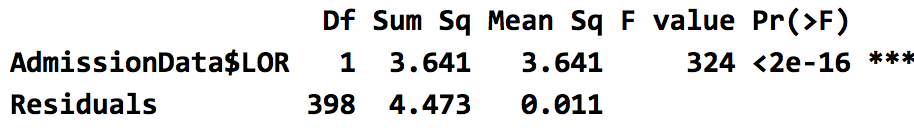 Df Sum Sq Mean Sq F value Pr(>F)
AdmissionData$LOR 1 3.641 3.641 324 <2e-16 ***
Residuals 398 4.473 0.011